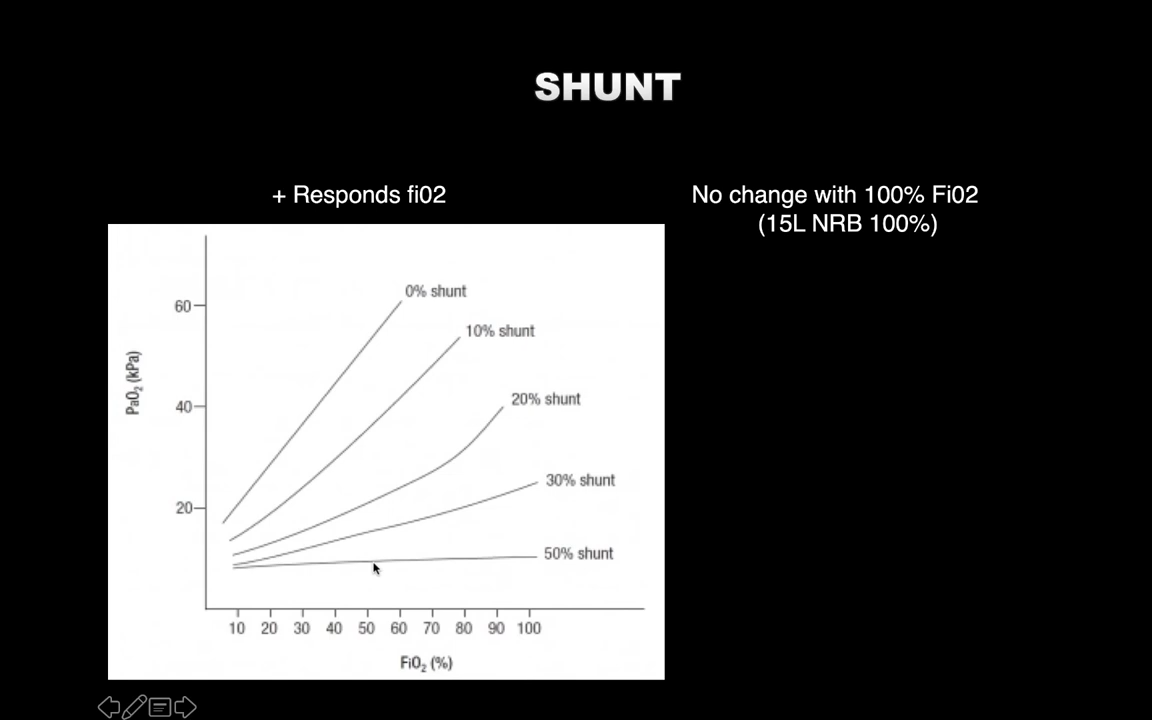 SHUNT
+ Responds fi02
No change with 100% Fi02
(15L NRB 100%)
0% shunt
60
10% shunt
PaO₂ (kPa)
40
20% shunt
30% shunt
20
50% shunt
10 20 30 40 50 60 70 80 90 100
FiO₂ (%)